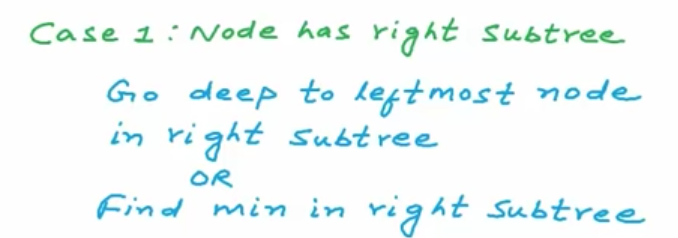 Case 1: Node has right subtree
Go deep to leftmost node
in right subtree
OR
Find min in right subtree